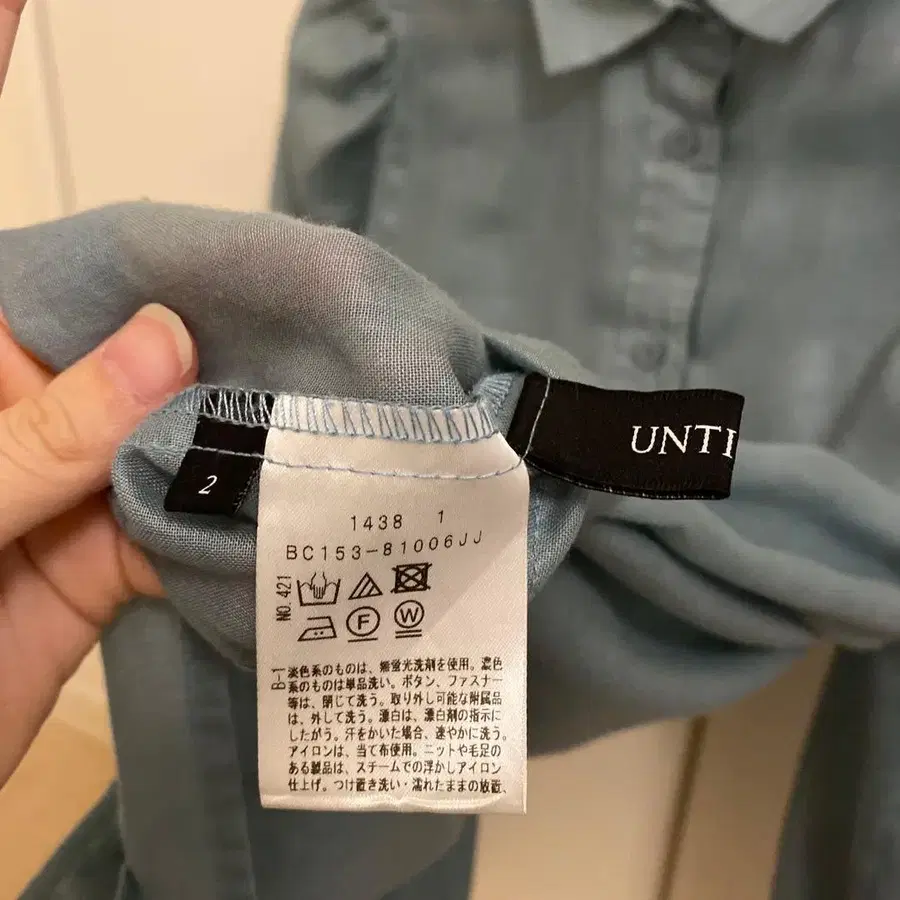 UNTI
2
1438 1
BC153-81006JJ
NO.421
F W
B-1
淡色系のものは、無蛍光洗剤を使用。濃色
系のものは単品洗い。ボタン、ファスナー
等は、閉じて洗う。取り外し可能な附属品
は、外して洗う。漂白は、漂白剤の指示に
したがう。汗をかいた場合、速やかに洗う。
アイロンは、当て布使用。ニットや毛足の
ある製品は、スチームでの浮かしアイロン
仕上げ。つけ置き洗い・濡れたままの放置、